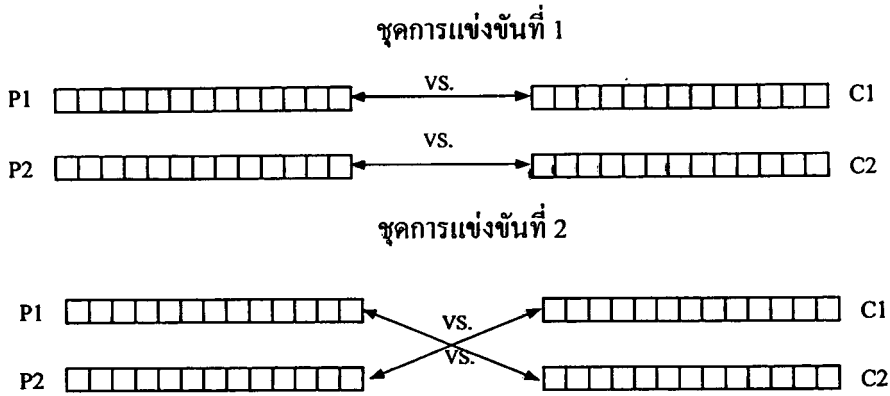 ชุดการแข่งขันที่ 1
P1 VS. C1
P2 VS. C2
ชุดการแข่งขันที่ 2
P1 VS. C1
P2 VS. C2